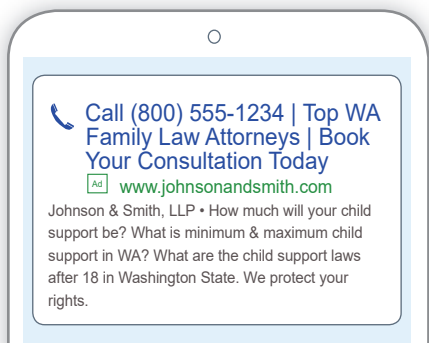 Call (800) 555-1234 | Top WA
Family Law Attorneys | Book
Your Consultation Today
Ad www.johnsonandsmith.com
Johnson & Smith, LLP • How much will your child
support be? What is minimum & maximum child
support in WA? What are the child support laws
after 18 in Washington State. We protect your
rights.